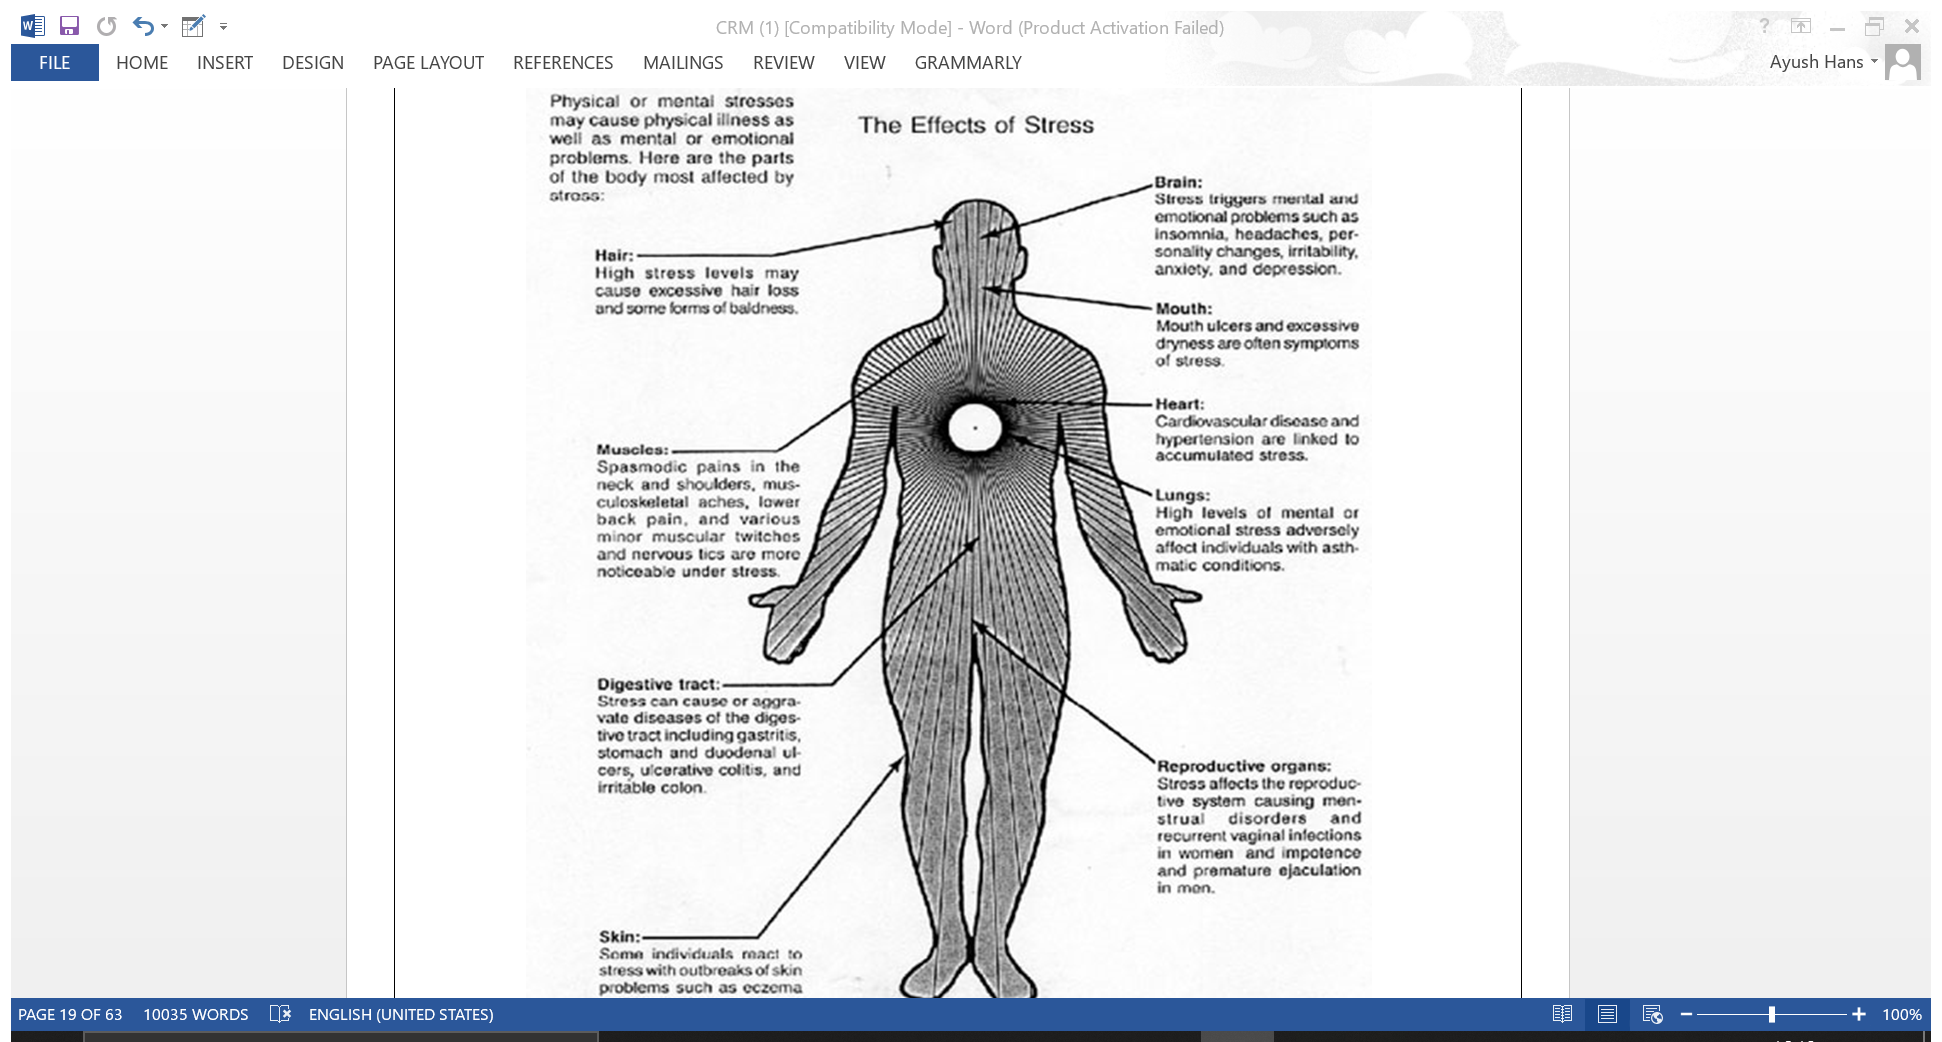 CRM (1) [Compatibility Mode] - Word (Product Activation Failed)
FILE HOME INSERT DESIGN PAGE LAYOUT REFERENCES MAILINGS REVIEW VIEW GRAMMARLY
Ayush Hans
Physical or mental stresses
may cause physical illness as
well as mental or emotional
problems. Here are the parts
of the body most affected by
stress:
The Effects of Stress
Hair:
High stress levels may
cause excessive hair loss
and some forms of baldness.
Muscles:
Spasmodic pains in the
neck and shoulders, mus-
culoskeletal aches, lower
back pain, and various
minor muscular twitches
and nervous tics are more
noticeable under stress.
Digestive tract:
Stress can cause or aggra-
vate diseases of the diges-
tive tract including gastritis,
stomach and duodenal ul-
cers, ulcerative colitis, and
irritable colon.
Skin:
Some individuals react to
stress with outbreaks of skin
problems such as eczema
Brain:
Stress triggers mental and
emotional problems such as
insomnia, headaches, per-
sonality changes, irritability,
anxiety, and depression.
Mouth:
Mouth ulcers and excessive
dryness are often symptoms
of stress.
Heart:
Cardiovascular disease and
hypertension are linked to
accumulated stress.
Lungs:
High levels of mental or
emotional stress adversely
affect individuals with asth-
matic conditions.
Reproductive organs:
Stress affects the reproduc-
tive system causing men-
strual disorders and
recurrent vaginal infections
in women and impotence
and premature ejaculation
in men.
PAGE 19 OF 63 10035 WORDS ENGLISH (UNITED STATES) 100%